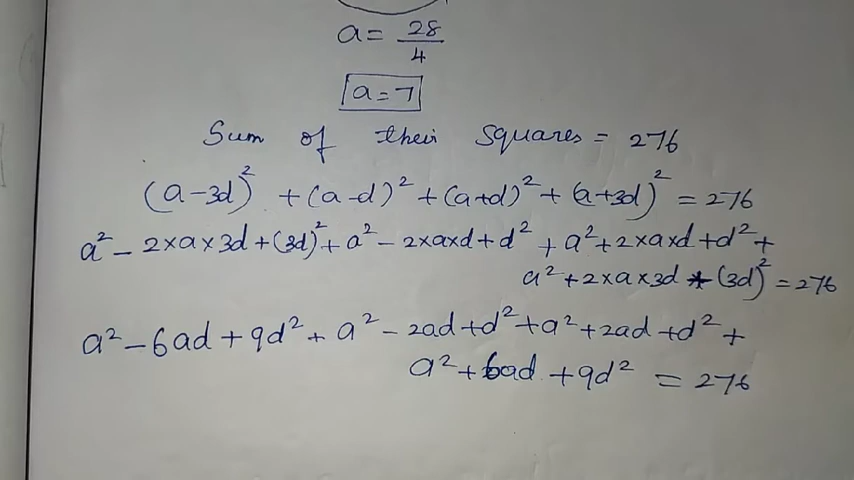 a = 28/4
a = 7
Sum of their squares = 276
(a-3d)² + (a-d)² + (a+d)² + (a+3d)² = 276
a² - 2×a×3d + (3d)² + a² - 2×a×d + d² + a² + 2×a×d + d² +
a² + 2×a×3d + (3d)² = 276
a² - 6ad + 9d² + a² - 2ad + d² + a² + 2ad + d² +
a² + 6ad + 9d² = 276